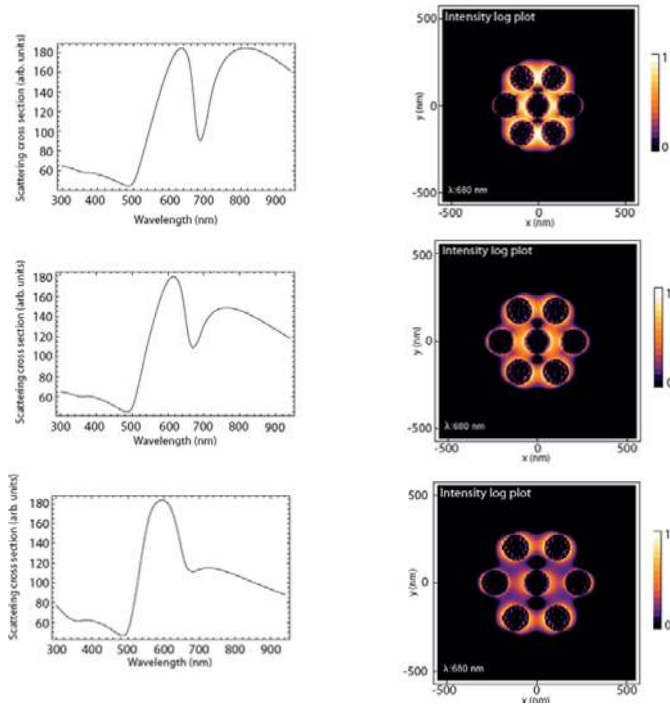 Scattering cross section (arb. units)
180
160
140
120
100
80
60
300 400 500 600 700 800 900
Wavelength (nm)
Intensity log plot
500
0
-500
y (nm)
λ:680 nm
-500 0 500
x (nm)
1
0
Scattering cross section (arb. units)
180
160
140
120
100
80
60
300 400 500 600 700 800 900
Wavelength (nm)
Intensity log plot
500
0
-500
y (nm)
λ:680 nm
-500 0 500
x (nm)
1
0
Scattering cross section (arb. units)
180
160
140
120
100
80
60
300 400 500 600 700 800 900
Wavelength (nm)
Intensity log plot
500
0
-500
y (nm)
λ:680 nm
-500 0 500
x (nm)
1
0